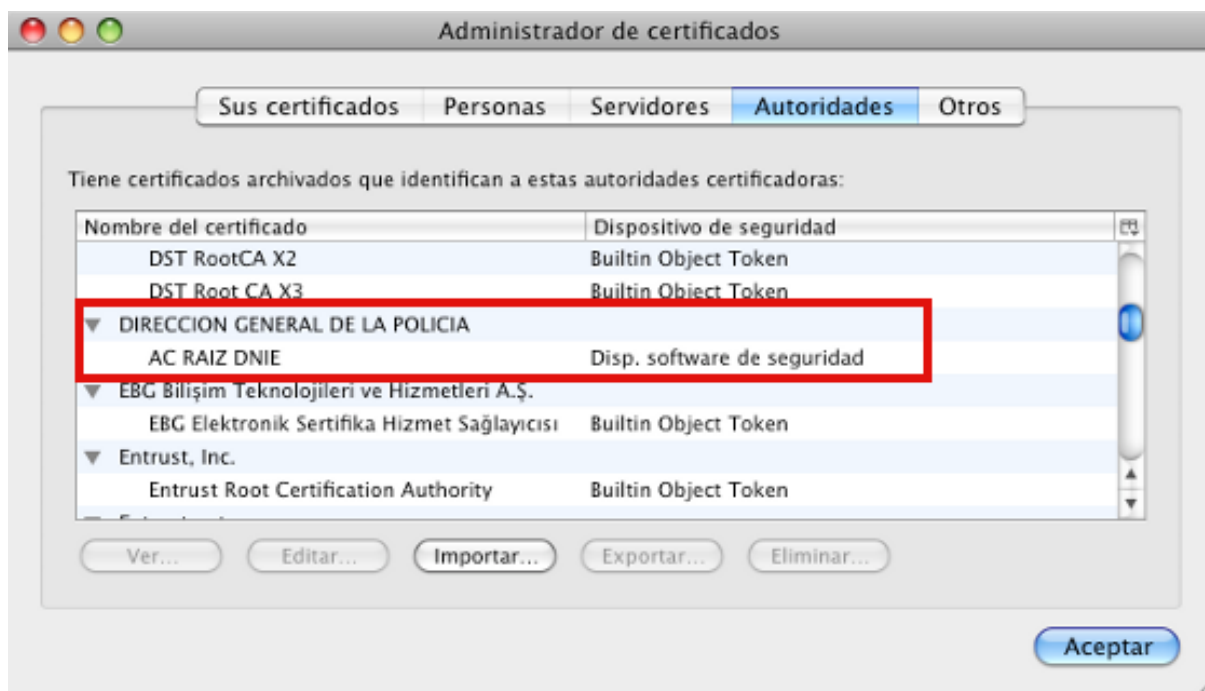 Administrador de certificados
Sus certificados Personas Servidores Autoridades Otros
Tiene certificados archivados que identifican a estas autoridades certificadoras:
Nombre del certificado Dispositivo de seguridad
DST RootCA X2 Builtin Object Token
DST Root CA X3 Builtin Object Token
DIRECCION GENERAL DE LA POLICIA
AC RAIZ DNIE Disp. software de seguridad
EBG Bilişim Teknolojileri ve Hizmetleri A.Ş.
EBG Elektronik Sertifika Hizmet Sağlayıcısı Builtin Object Token
Entrust, Inc.
Entrust Root Certification Authority Builtin Object Token
Ver... Editar... Importar... Exportar... Eliminar...
Aceptar